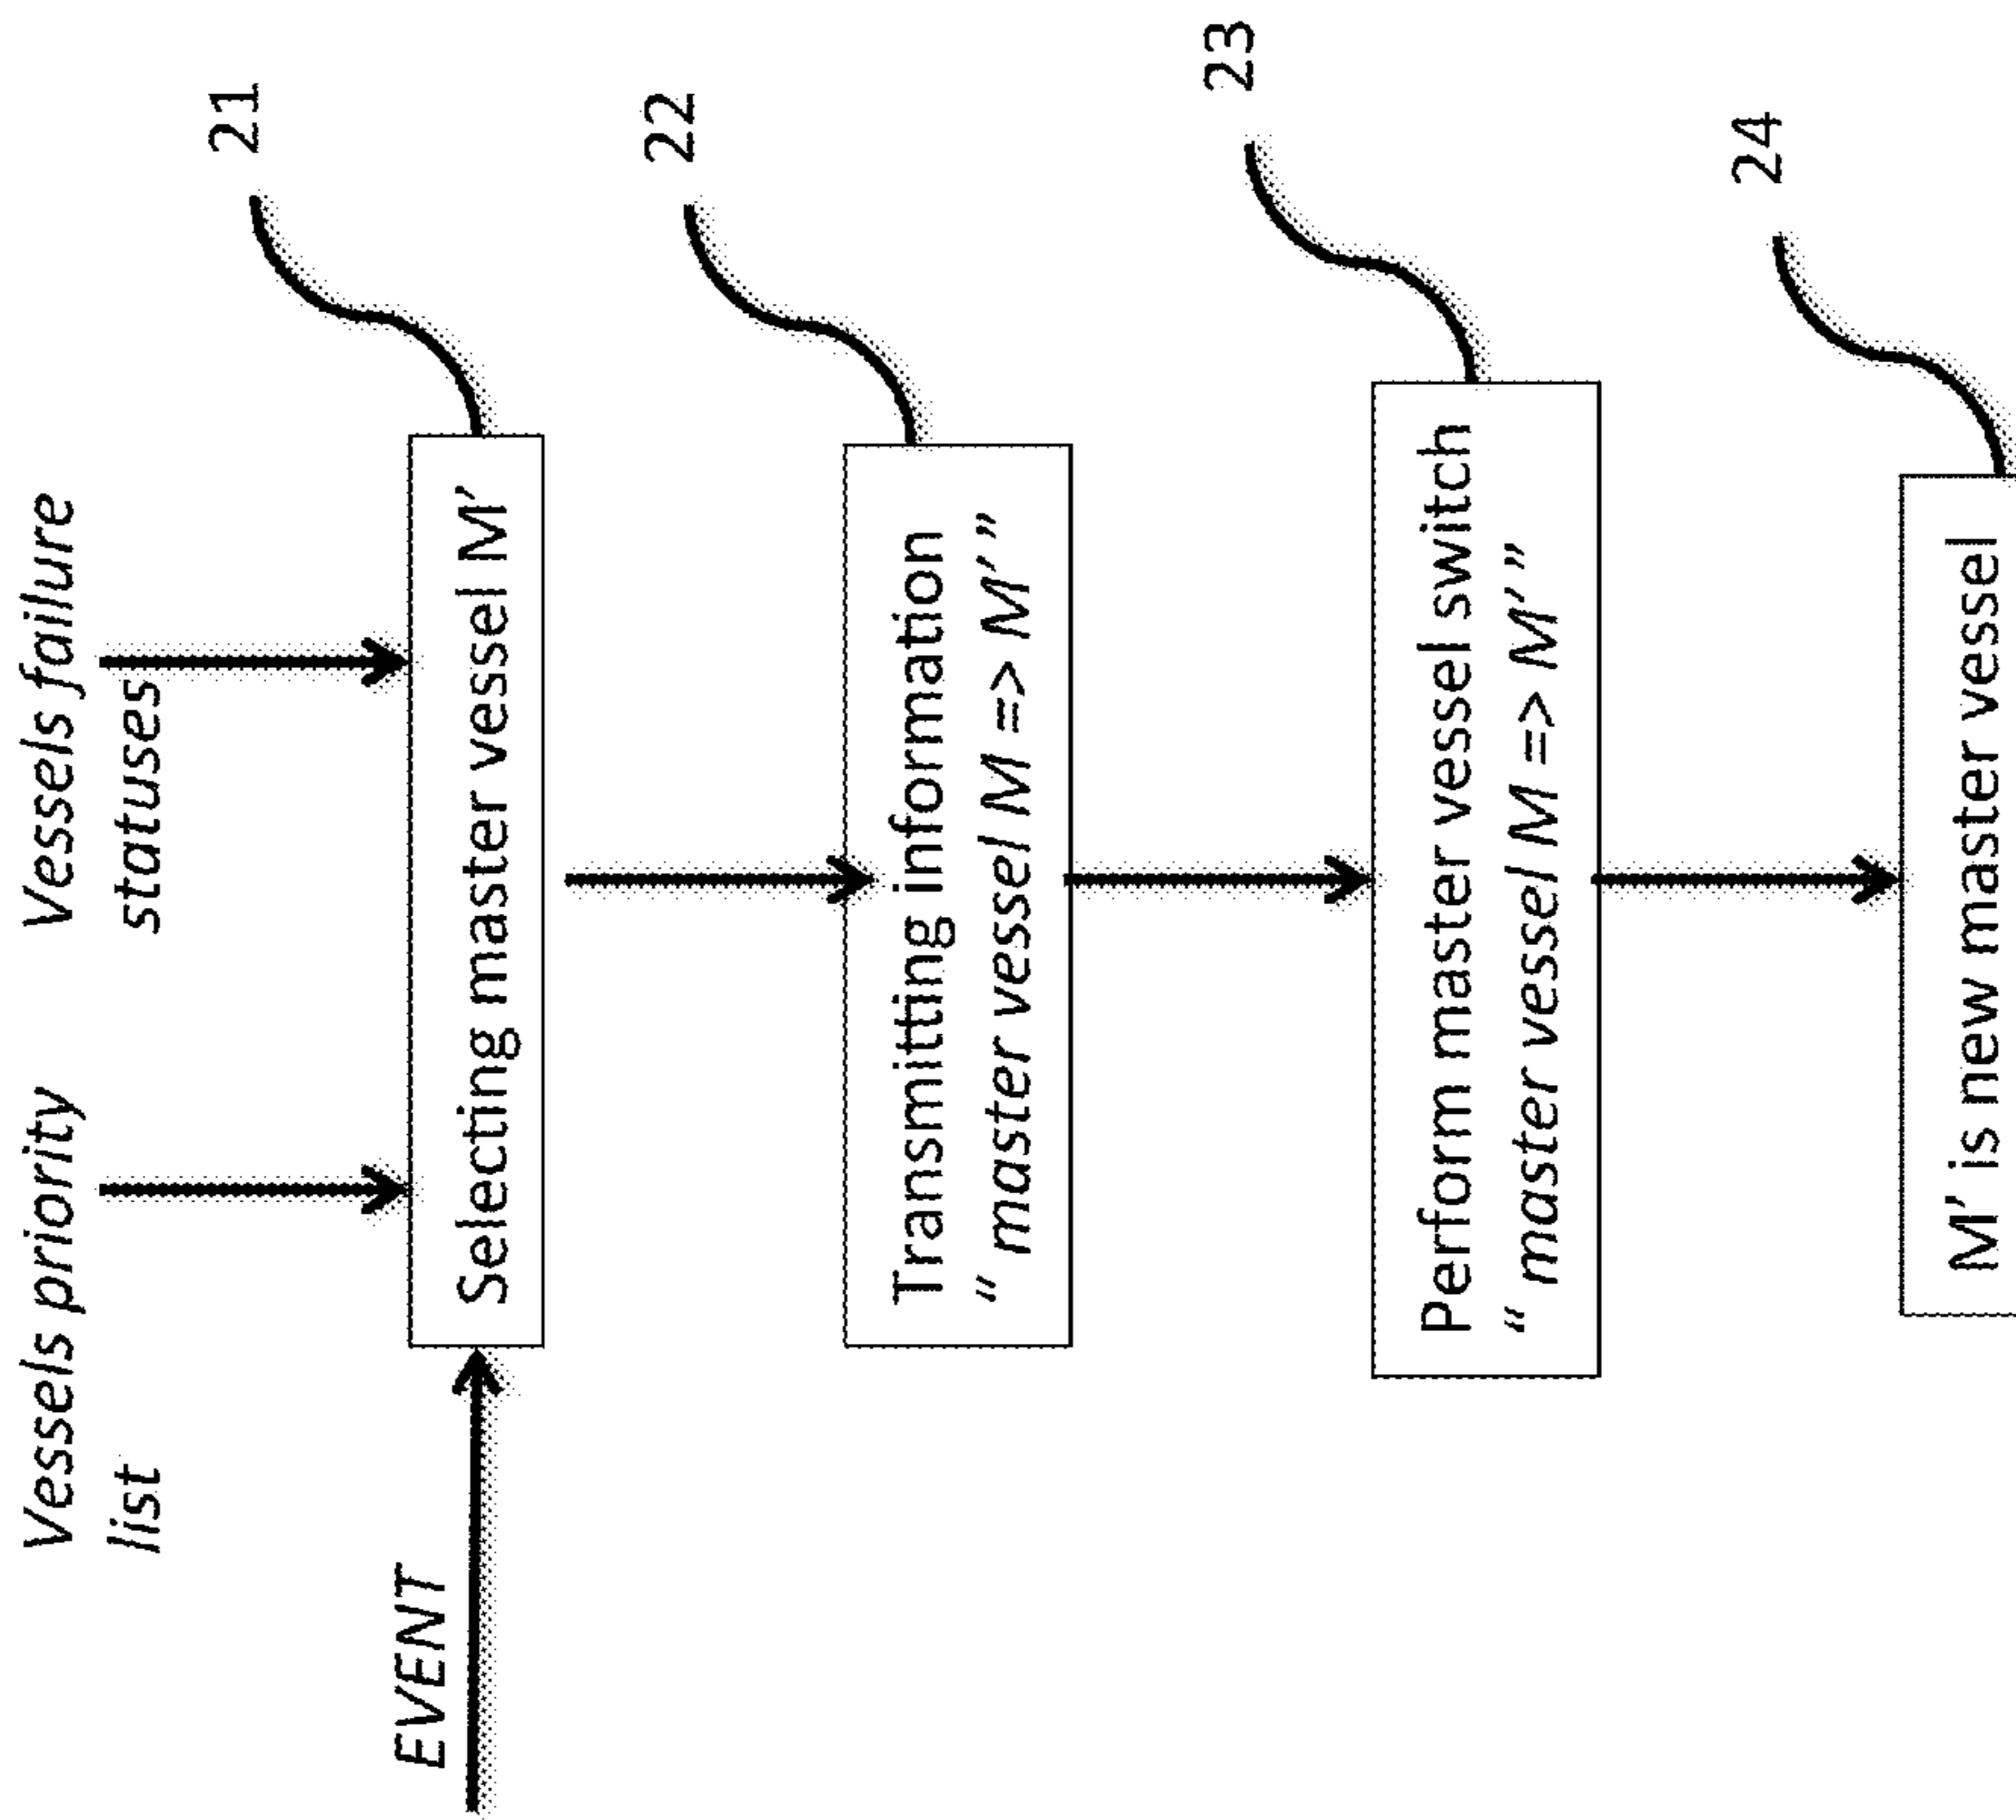 Vessels priority
list
Vessels failure
statuses
EVENT
Selecting master vessel M'
21
Transmitting information
" master vessel M => M' "
22
Perform master vessel switch
" master vessel M => M' "
23
M' is new master vessel
24